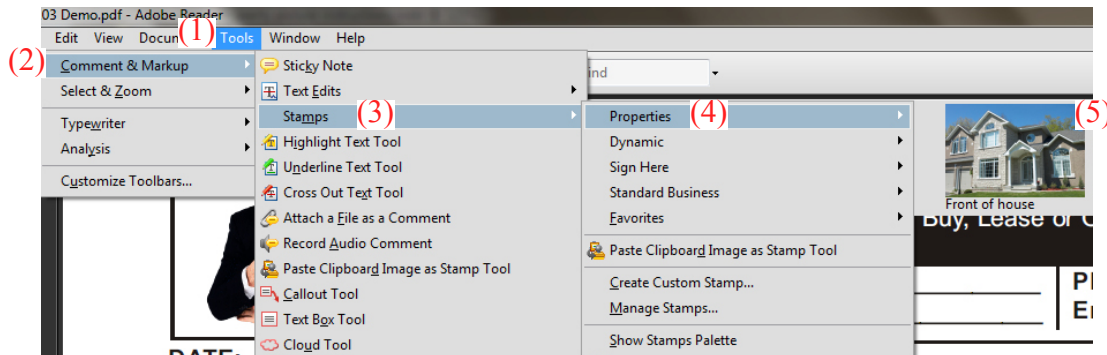 03 Demo.pdf - Adobe Reader
Edit View Docu (1) Tools Window Help
(2) Comment & Markup
Select & Zoom
Typewriter
Analysis
Customize Toolbars...
Sticky Note
Text Edits
Stamps (3)
Highlight Text Tool
Underline Text Tool
Cross Out Text Tool
Attach a File as a Comment
Record Audio Comment
Paste Clipboard Image as Stamp Tool
Callout Tool
Text Box Tool
Cloud Tool
ind
Properties (4)
Dynamic
Sign Here
Standard Business
Favorites
Paste Clipboard Image as Stamp Tool
Create Custom Stamp...
Manage Stamps...
Show Stamps Palette
(5)
Front of house
Buy, Lease or
DATE: